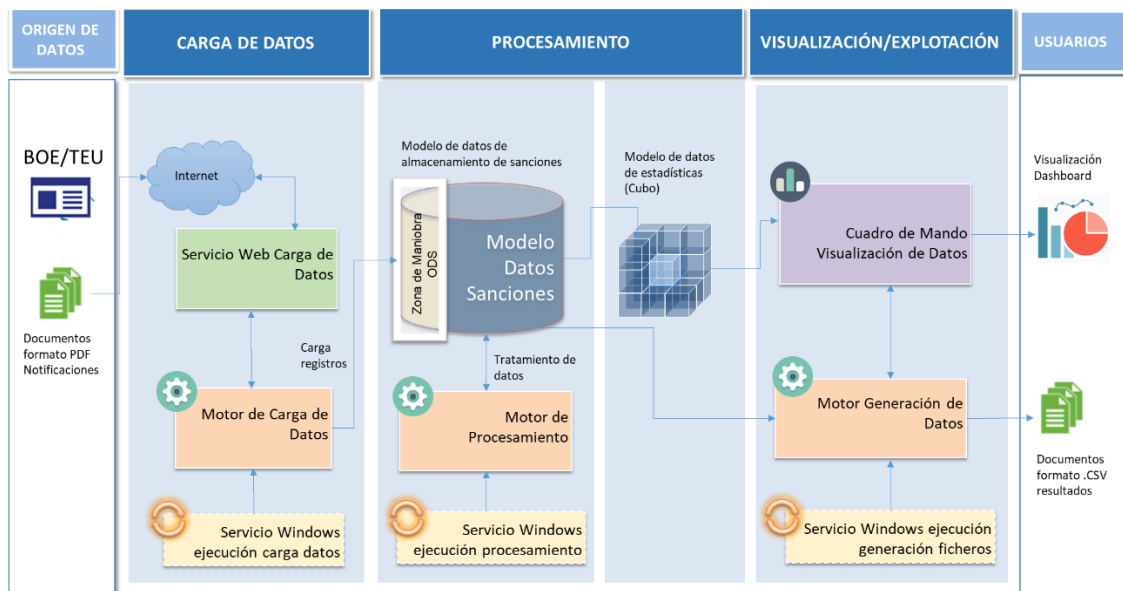 ORIGEN DE
DATOS
CARGA DE DATOS
PROCESAMIENTO
VISUALIZACIÓN/EXPLOTACIÓN
USUARIOS
BOE/TEU
Documentos
formato PDF
Notificaciones
Internet
Servicio Web Carga de
Datos
Carga
registros
Motor de Carga de
Datos
Servicio Windows
ejecución carga datos
Modelo de datos de
almacenamiento de sanciones
Zona de Maniobra
ODS
Modelo
Datos
Sanciones
Tratamiento de
datos
Motor de
Procesamiento
Servicio Windows
ejecución procesamiento
Modelo de datos
de estadísticas
(Cubo)
Cuadro de Mando
Visualización de Datos
Motor Generación de
Datos
Servicio Windows ejecución
generación ficheros
Visualización
Dashboard
Documentos
formato .CSV
resultados